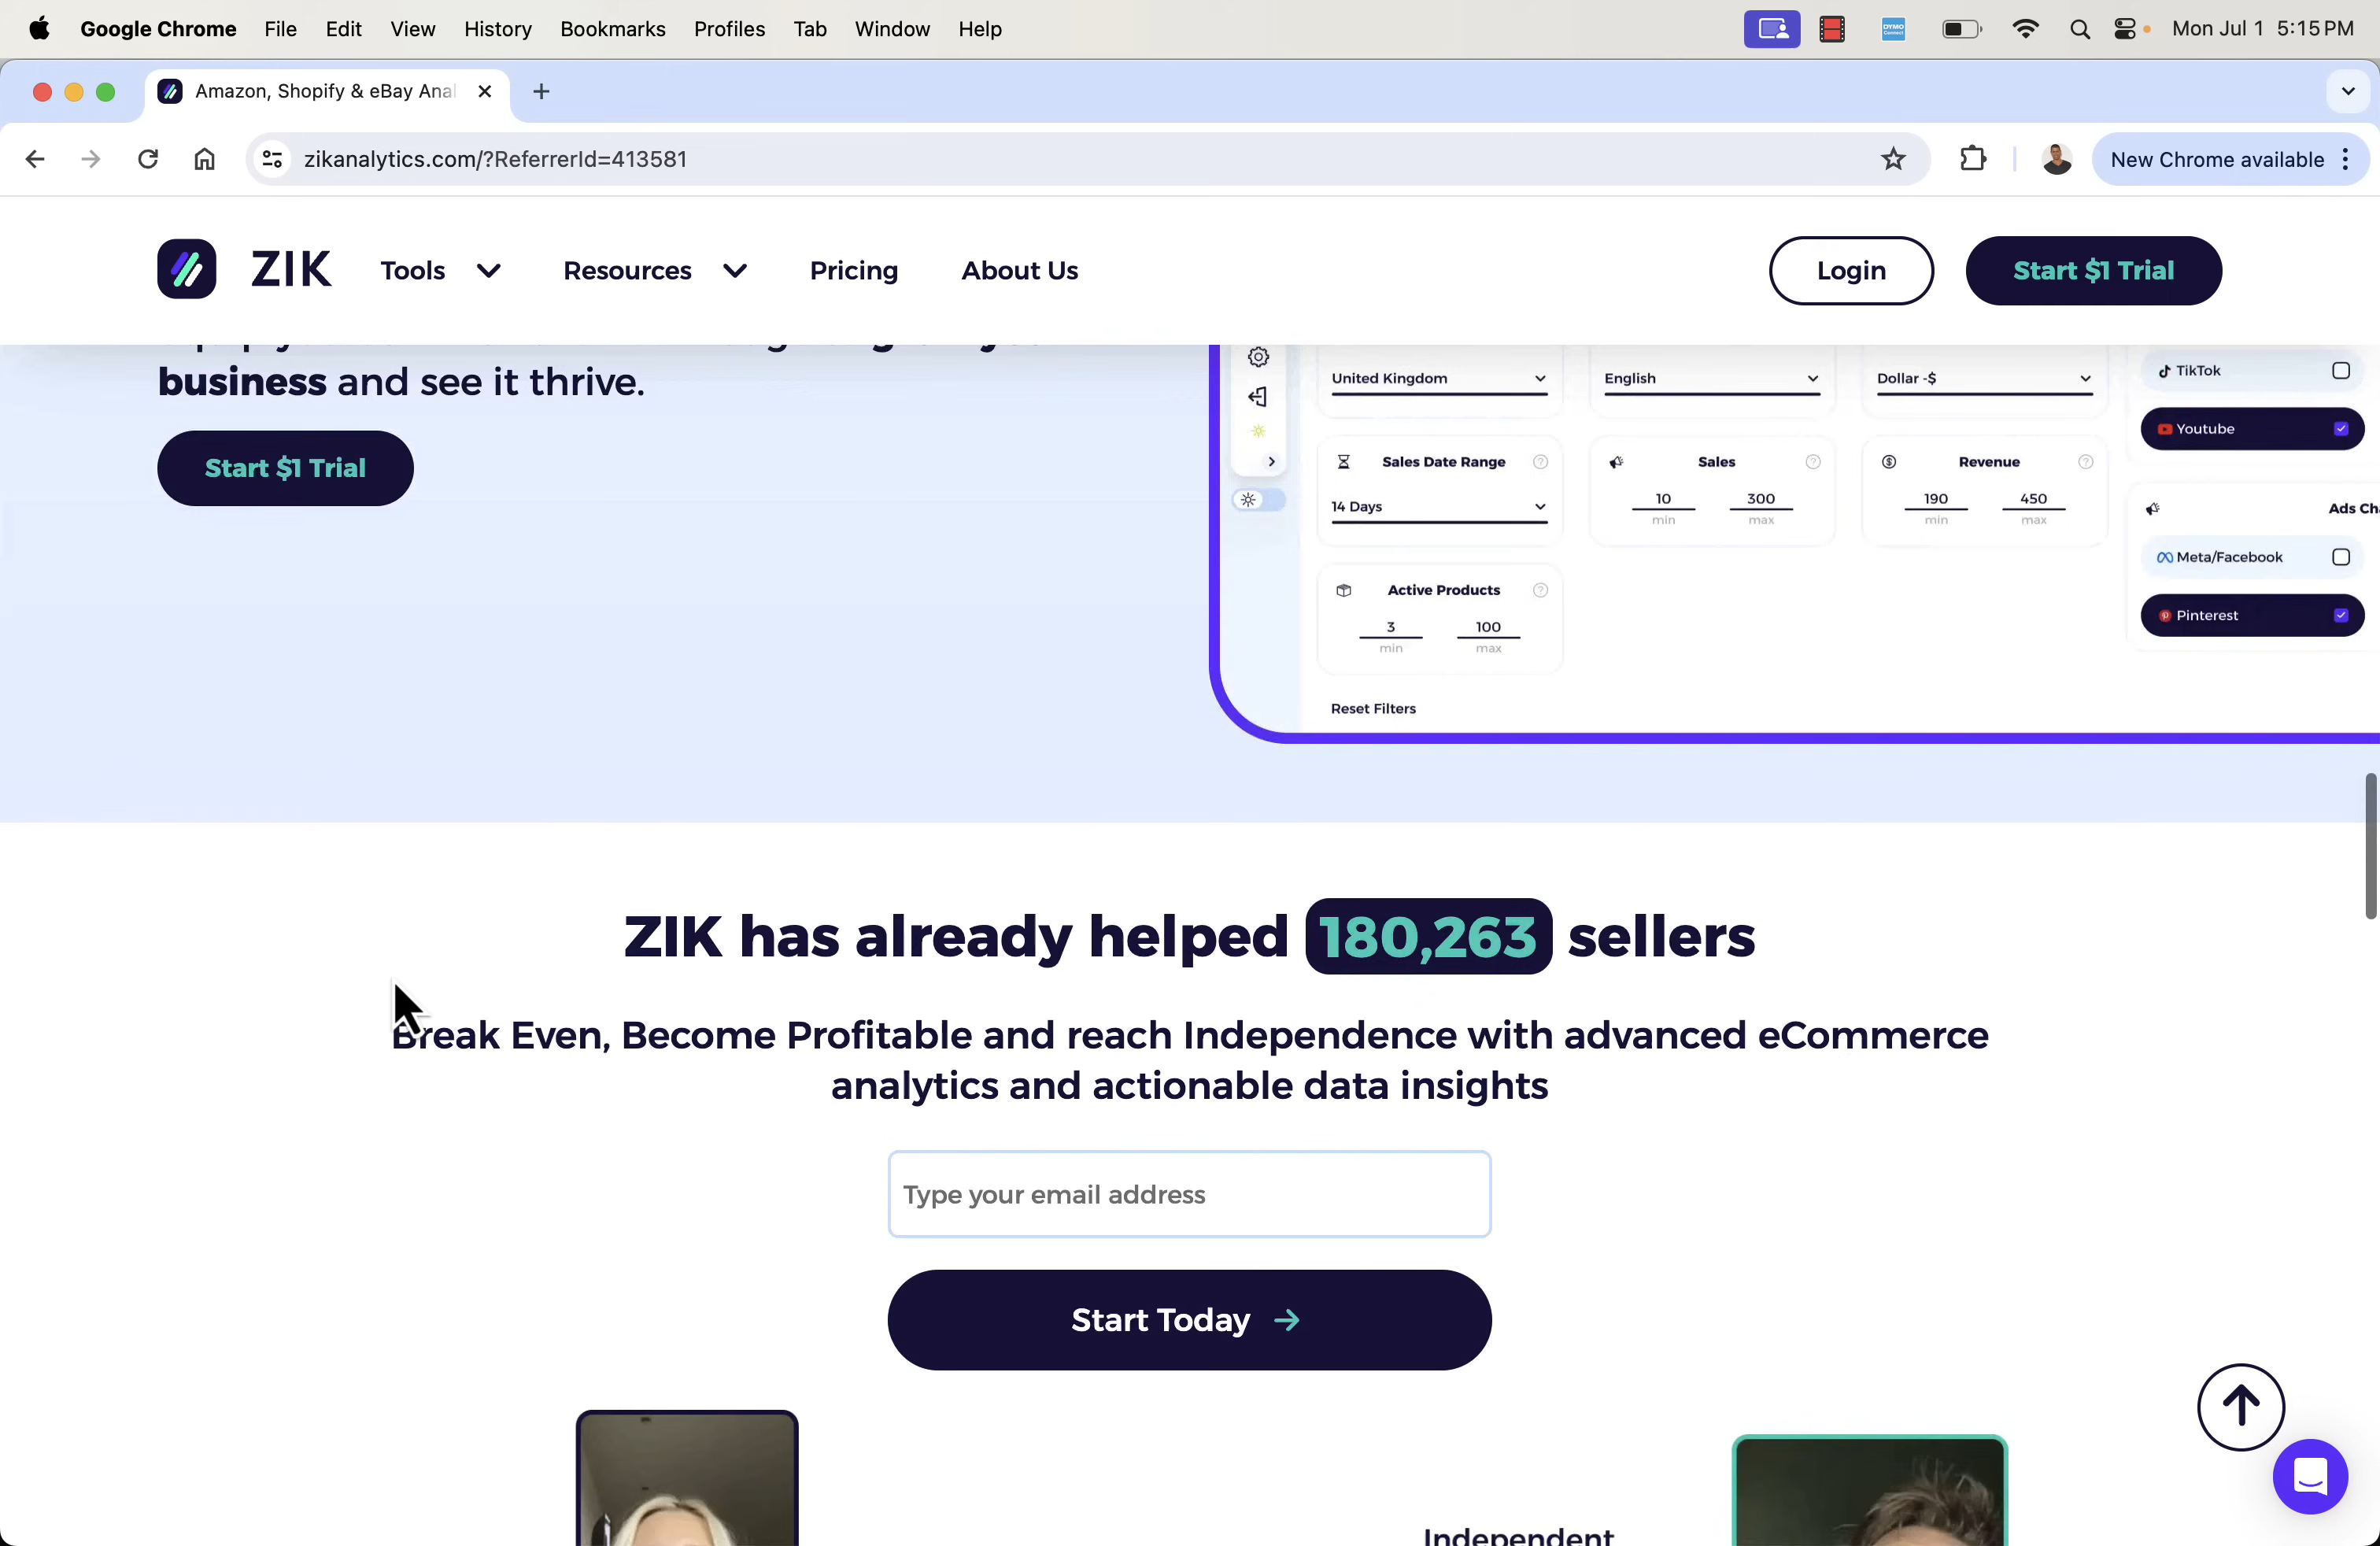 Google Chrome File Edit View History Bookmarks Profiles Tab Window Help
DYMO
Connect
Mon Jul 1 5:15 PM
Amazon, Shopify & eBay Anal
zikanalytics.com/?ReferrerId=413581
New Chrome available
ZIK
Tools
Resources
Pricing
About Us
Login
Start $1 Trial
business and see it thrive.
Start $1 Trial
United Kingdom
English
Dollar -$
TikTok
Youtube
Sales Date Range
14 Days
Sales
10 300
min max
Revenue
190 450
min max
Ads Ch
Meta/Facebook
Pinterest
Active Products
3 100
min max
Reset Filters
ZIK has already helped 180,263 sellers
Break Even, Become Profitable and reach Independence with advanced eCommerce
analytics and actionable data insights
Type your email address
Start Today
Independent